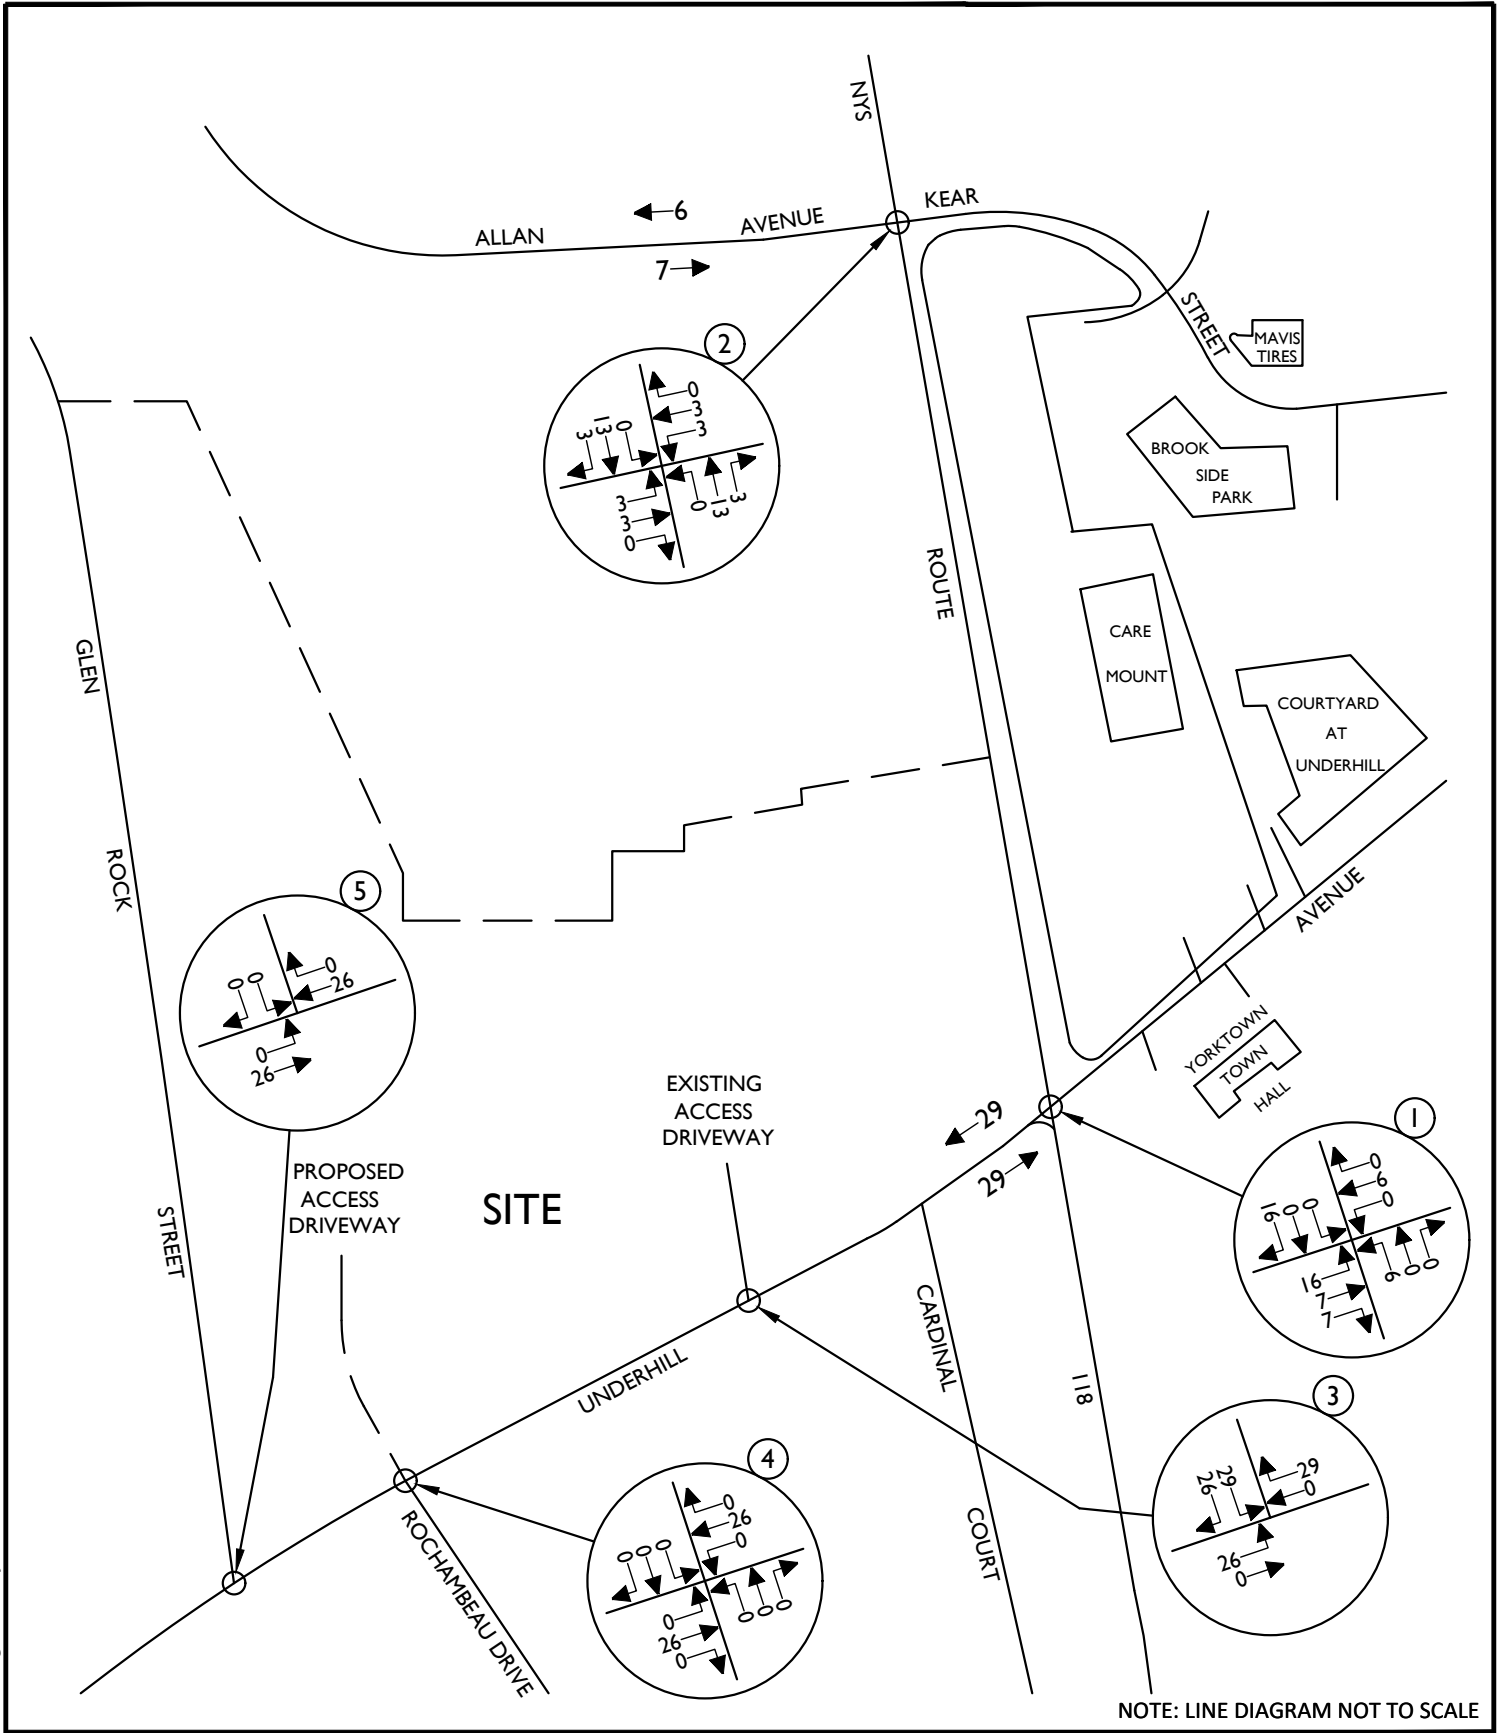 NYS
KEAR
6
ALLAN
AVENUE
7
STREET
MAVIS
TIRES
2
0
3
3
3
13
0
3
3
0
0
13
3
BROOK
SIDE
PARK
ROUTE
CARE
MOUNT
GLEN
COURTYARD
AT
UNDERHILL
ROCK
AVENUE
5
0
26
0
0
0
26
YORKTOWN
TOWN
HALL
EXISTING
ACCESS
DRIVEWAY
29
29
1
0
6
0
16
0
0
16
7
7
6
0
0
PROPOSED
ACCESS
DRIVEWAY
SITE
STREET
CARDINAL
UNDERHILL
118
3
29
0
26
29
26
0
4
0
26
0
0
0
0
0
26
0
0
0
0
COURT
ROCHAMBEAU DRIVE
NOTE: LINE DIAGRAM NOT TO SCALE